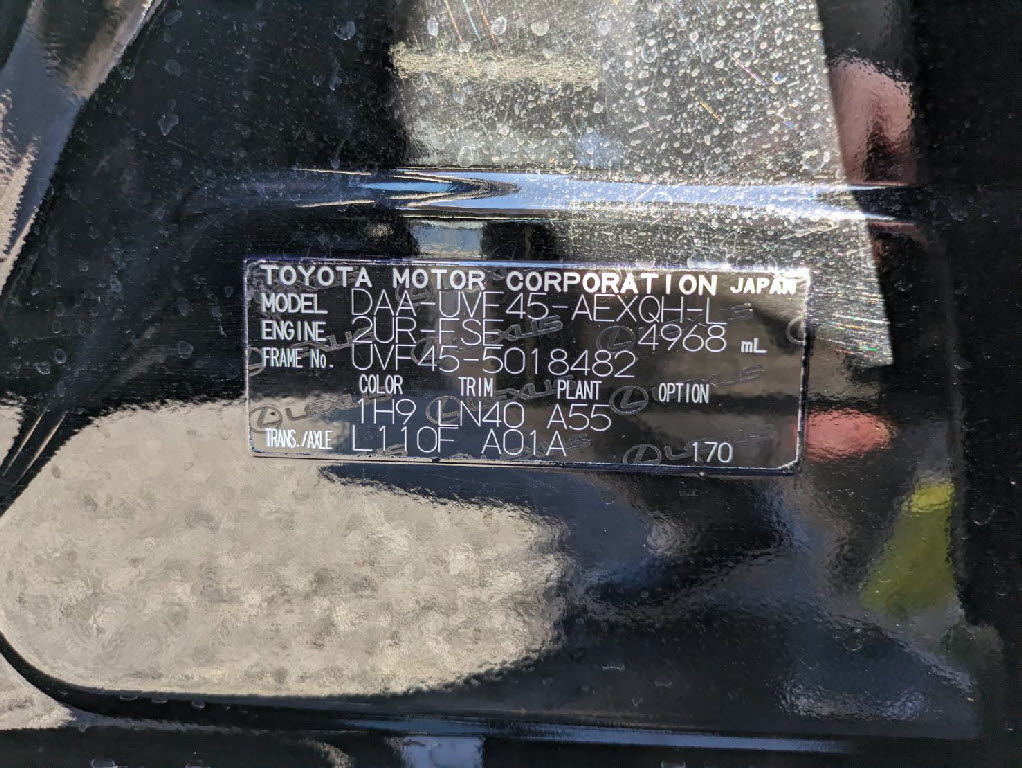 TOYOTA MOTOR CORPORATION JAPAN
MODEL DAA-UVF45-AEXQH-L
ENGINE 2UR-FSE 4968 mL
FRAME No. UVF45-5018482
COLOR TRIM PLANT OPTION
1H9 LN40 A55
TRANS./AXLE L110F A01A 170
LEXUS